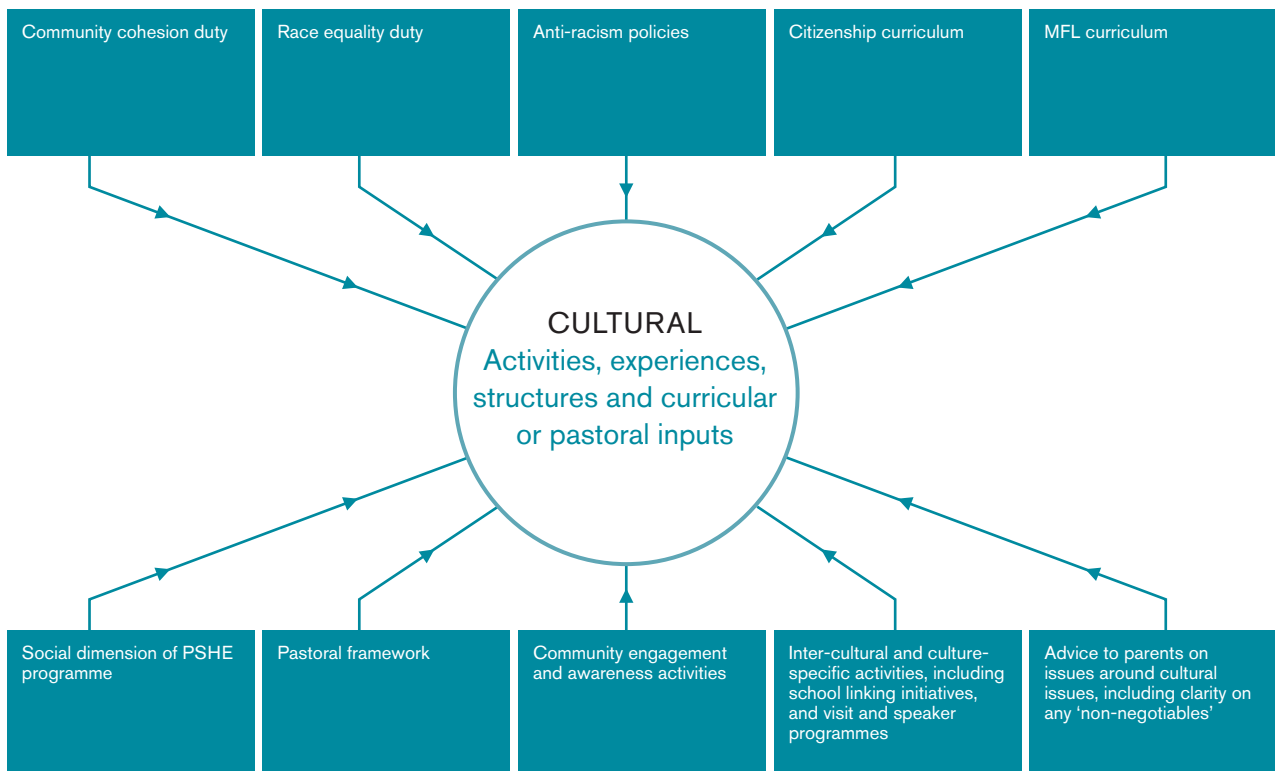 Community cohesion duty
Race equality duty
Anti-racism policies
Citizenship curriculum
MFL curriculum
CULTURAL
Activities, experiences,
structures and curricular
or pastoral inputs
Social dimension of PSHE
programme
Pastoral framework
Community engagement
and awareness activities
Inter-cultural and culture-
specific activities, including
school linking initiatives,
and visit and speaker
programmes
Advice to parents on
issues around cultural
issues, including clarity on
any ‘non-negotiables’